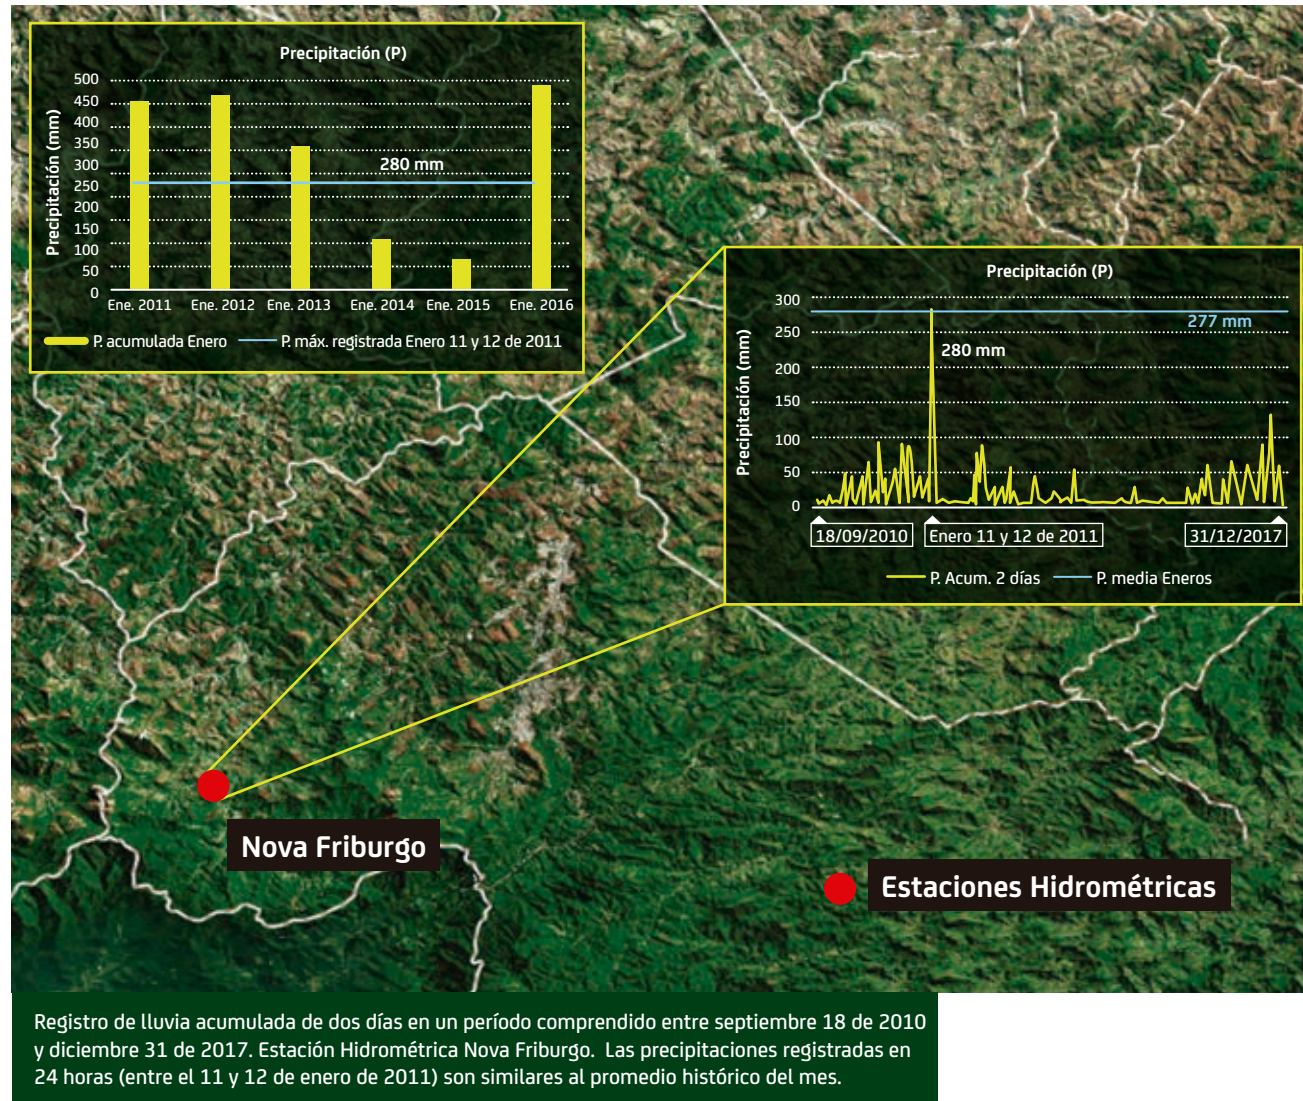 Precipitación (P)
Precipitación (mm)
500
450
400
350
300
250
200
150
100
50
0
280 mm
Ene. 2011 Ene. 2012 Ene. 2013 Ene. 2014 Ene. 2015 Ene. 2016
P. acumulada Enero P. máx. registrada Enero 11 y 12 de 2011
Precipitación (P)
Precipitación (mm)
300
250
200
150
100
50
0
277 mm
280 mm
18/09/2010 Enero 11 y 12 de 2011 31/12/2017
P. Acum. 2 días P. media Eneros
Nova Friburgo
Estaciones Hidrométricas
Registro de lluvia acumulada de dos días en un período comprendido entre septiembre 18 de 2010
y diciembre 31 de 2017. Estación Hidrométrica Nova Friburgo. Las precipitaciones registradas en
24 horas (entre el 11 y 12 de enero de 2011) son similares al promedio histórico del mes.